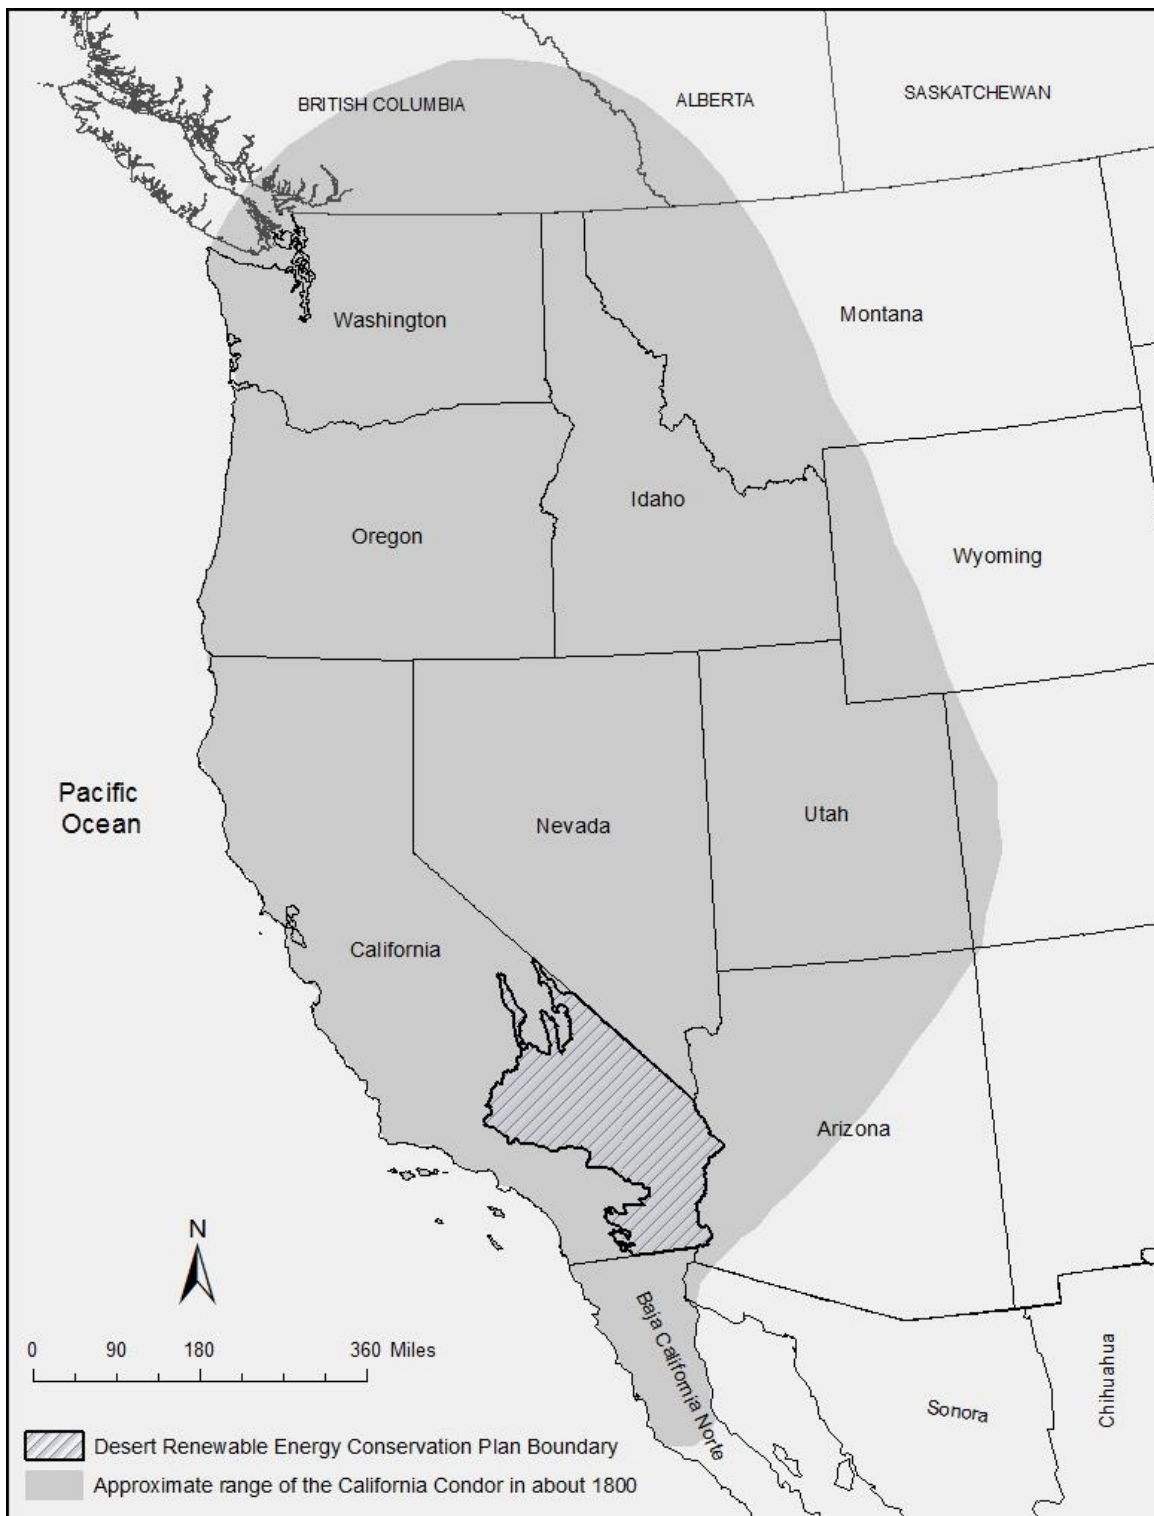 BRITISH COLUMBIA
ALBERTA
SASKATCHEWAN
Washington
Montana
Idaho
Oregon
Wyoming
Pacific
Ocean
Nevada
Utah
California
Arizona
N
Baja California Norte
Sonora
Chihuahua
0 90 180 360 Miles
Desert Renewable Energy Conservation Plan Boundary
Approximate range of the California Condor in about 1800